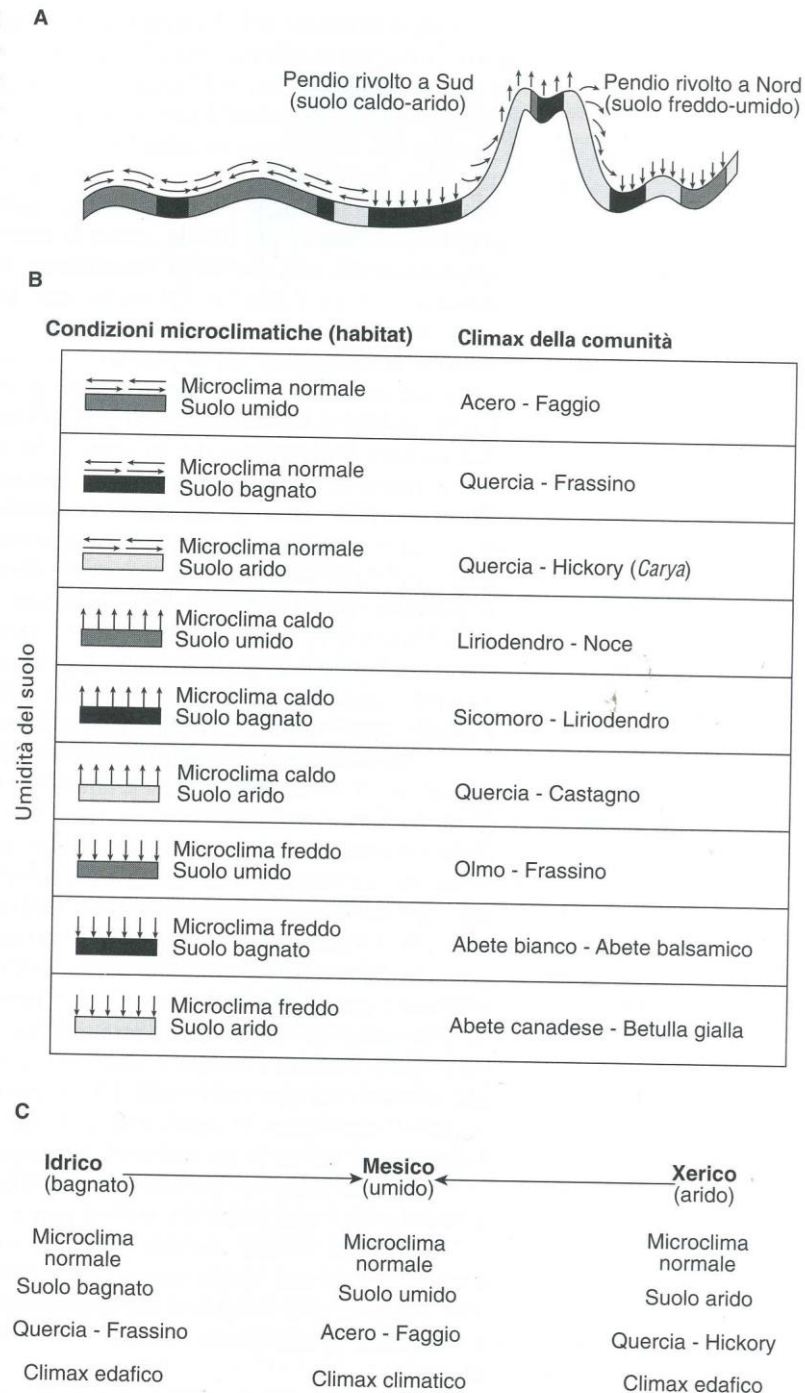 A
Pendio rivolto a Sud
(suolo caldo-arido)
Pendio rivolto a Nord
(suolo freddo-umido)
B
Condizioni microclimatiche (habitat)
Climax della comunità
Umidità del suolo
Microclima normale
Suolo umido
Acero - Faggio
Microclima normale
Suolo bagnato
Quercia - Frassino
Microclima normale
Suolo arido
Quercia - Hickory (Carya)
Microclima caldo
Suolo umido
Liriodendro - Noce
Microclima caldo
Suolo bagnato
Sicomoro - Liriodendro
Microclima caldo
Suolo arido
Quercia - Castagno
Microclima freddo
Suolo umido
Olmo - Frassino
Microclima freddo
Suolo bagnato
Abete bianco - Abete balsamico
Microclima freddo
Suolo arido
Abete canadese - Betulla gialla
C
Idrico
(bagnato)
Microclima
normale
Suolo bagnato
Quercia - Frassino
Climax edafico
Mesico
(umido)
Microclima
normale
Suolo umido
Acero - Faggio
Climax climatico
Xerico
(arido)
Microclima
normale
Suolo arido
Quercia - Hickory
Climax edafico